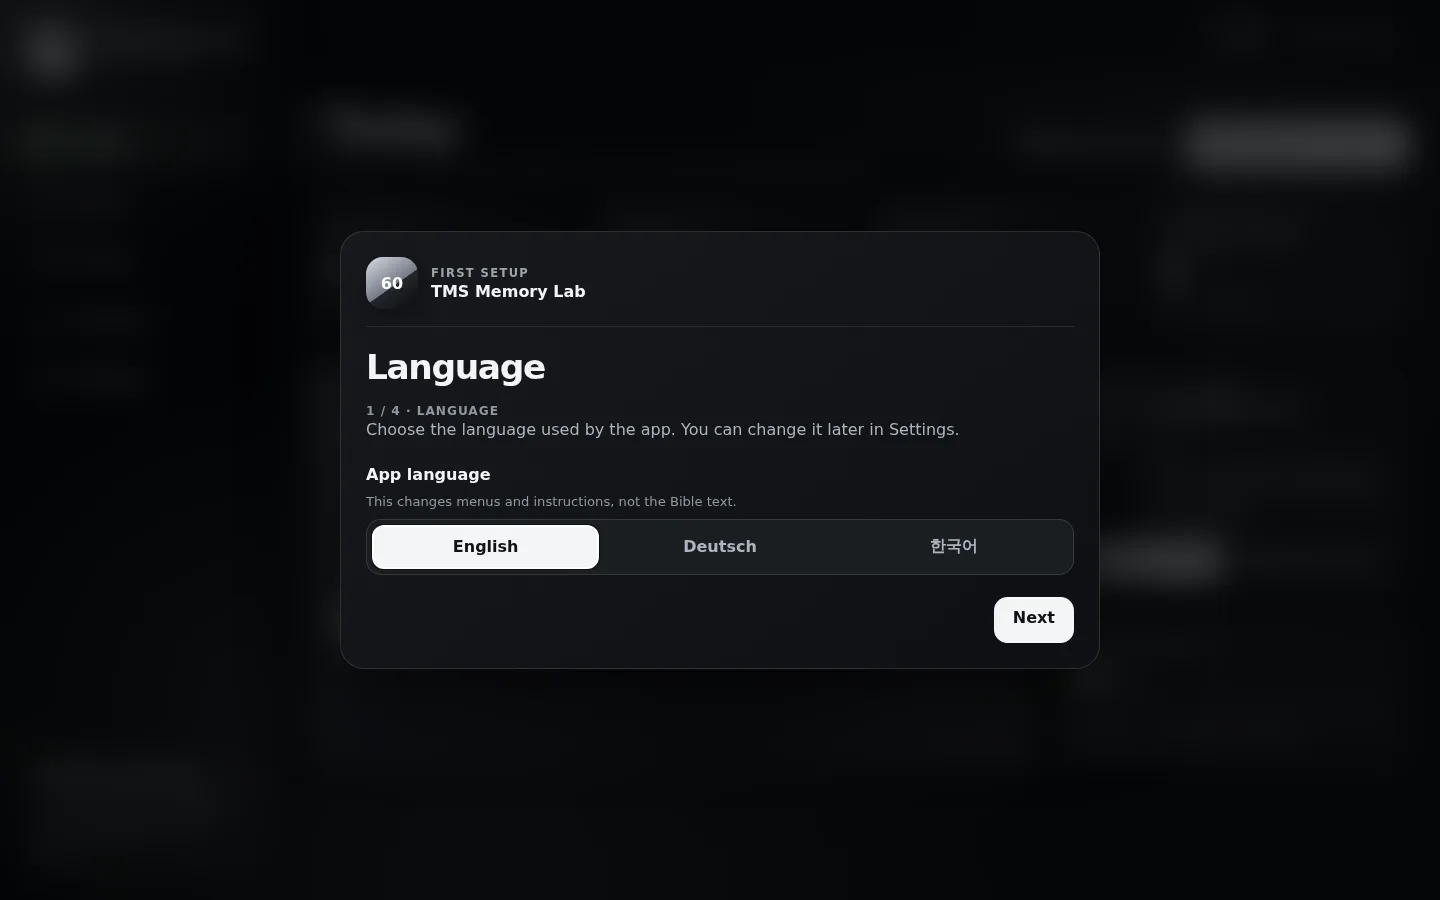 60
FIRST SETUP
TMS Memory Lab
Language
1 / 4 · LANGUAGE
Choose the language used by the app. You can change it later in Settings.
App language
This changes menus and instructions, not the Bible text.
English
Deutsch
한국어
Next